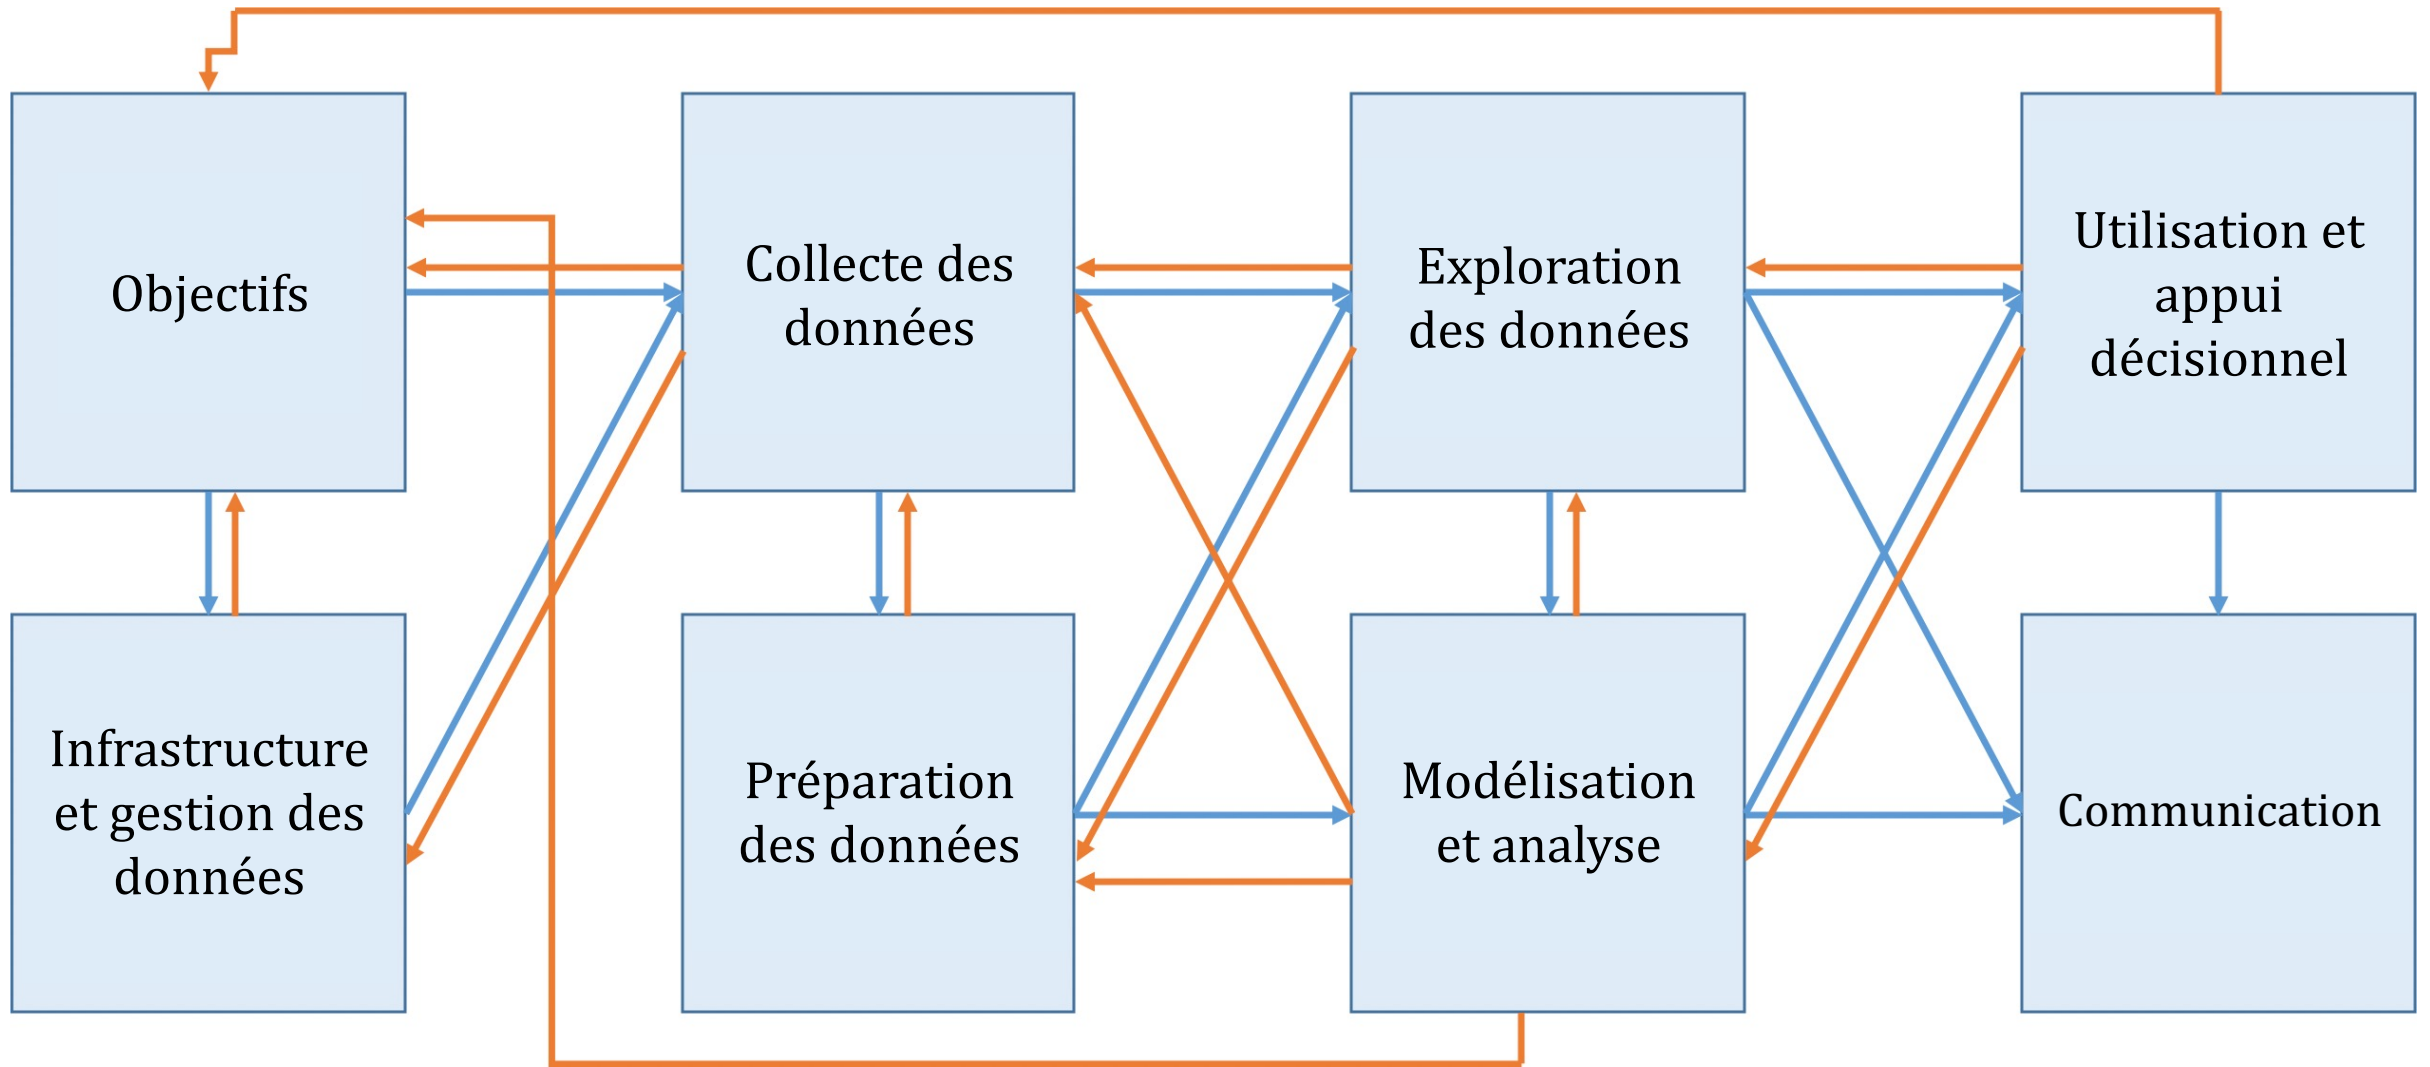 Objectifs
Collecte des
données
Exploration
des données
Utilisation et
appui
décisionnel
Infrastructure
et gestion des
données
Préparation
des données
Modélisation
et analyse
Communication